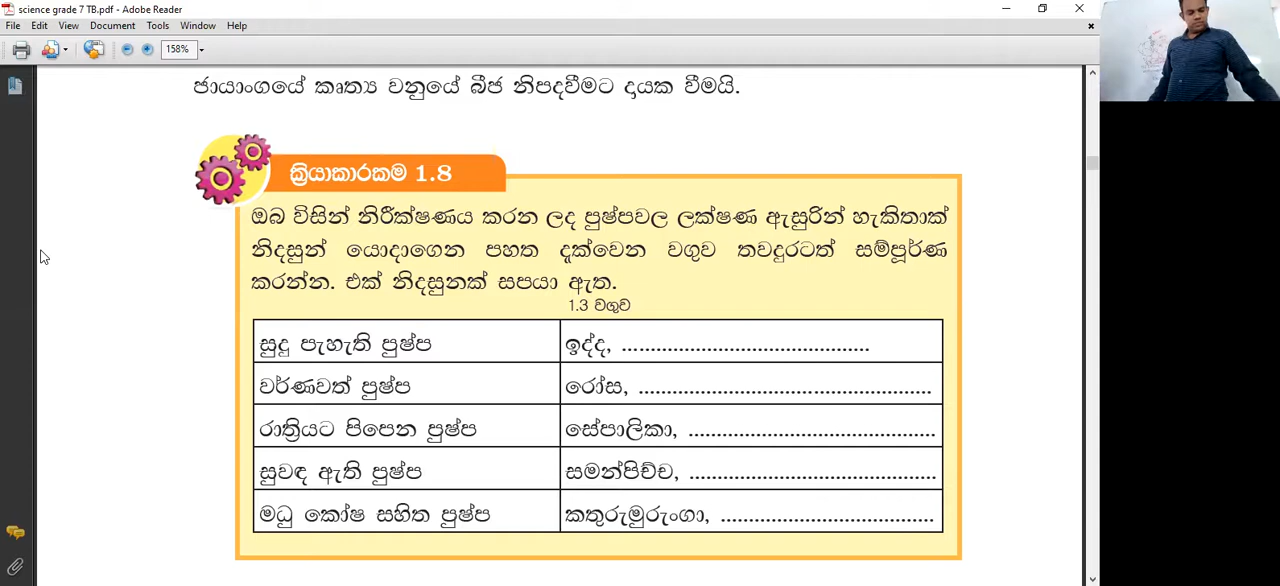 science grade 7 TB.pdf - Adobe Reader
File Edit View Document Tools Window Help
158%
ජායාංගයේ කෘත්‍ය වනුයේ බීජ නිපදවීමට දායක වීමයි.
ක්‍රියාකාරකම 1.8
ඔබ විසින් නිරීක්ෂණය කරන ලද පුෂ්පවල ලක්ෂණ ඇසුරින් හැකිතාක්
නිදසුන් යොදාගෙන පහත දැක්වෙන වගුව තවදුරටත් සම්පූර්ණ
කරන්න. එක් නිදසුනක් සපයා ඇත.
1.3 වගුව
සුදු පැහැති පුෂ්ප ඉද්ද, ................................................
වර්ණවත් පුෂ්ප රෝස, ................................................
රාත්‍රියට පිපෙන පුෂ්ප සේපාලිකා, ................................................
සුවඳ ඇති පුෂ්ප සමන්පිච්ච, ................................................
මධු කෝෂ සහිත පුෂ්ප කතුරුමුරුංගා, ................................................